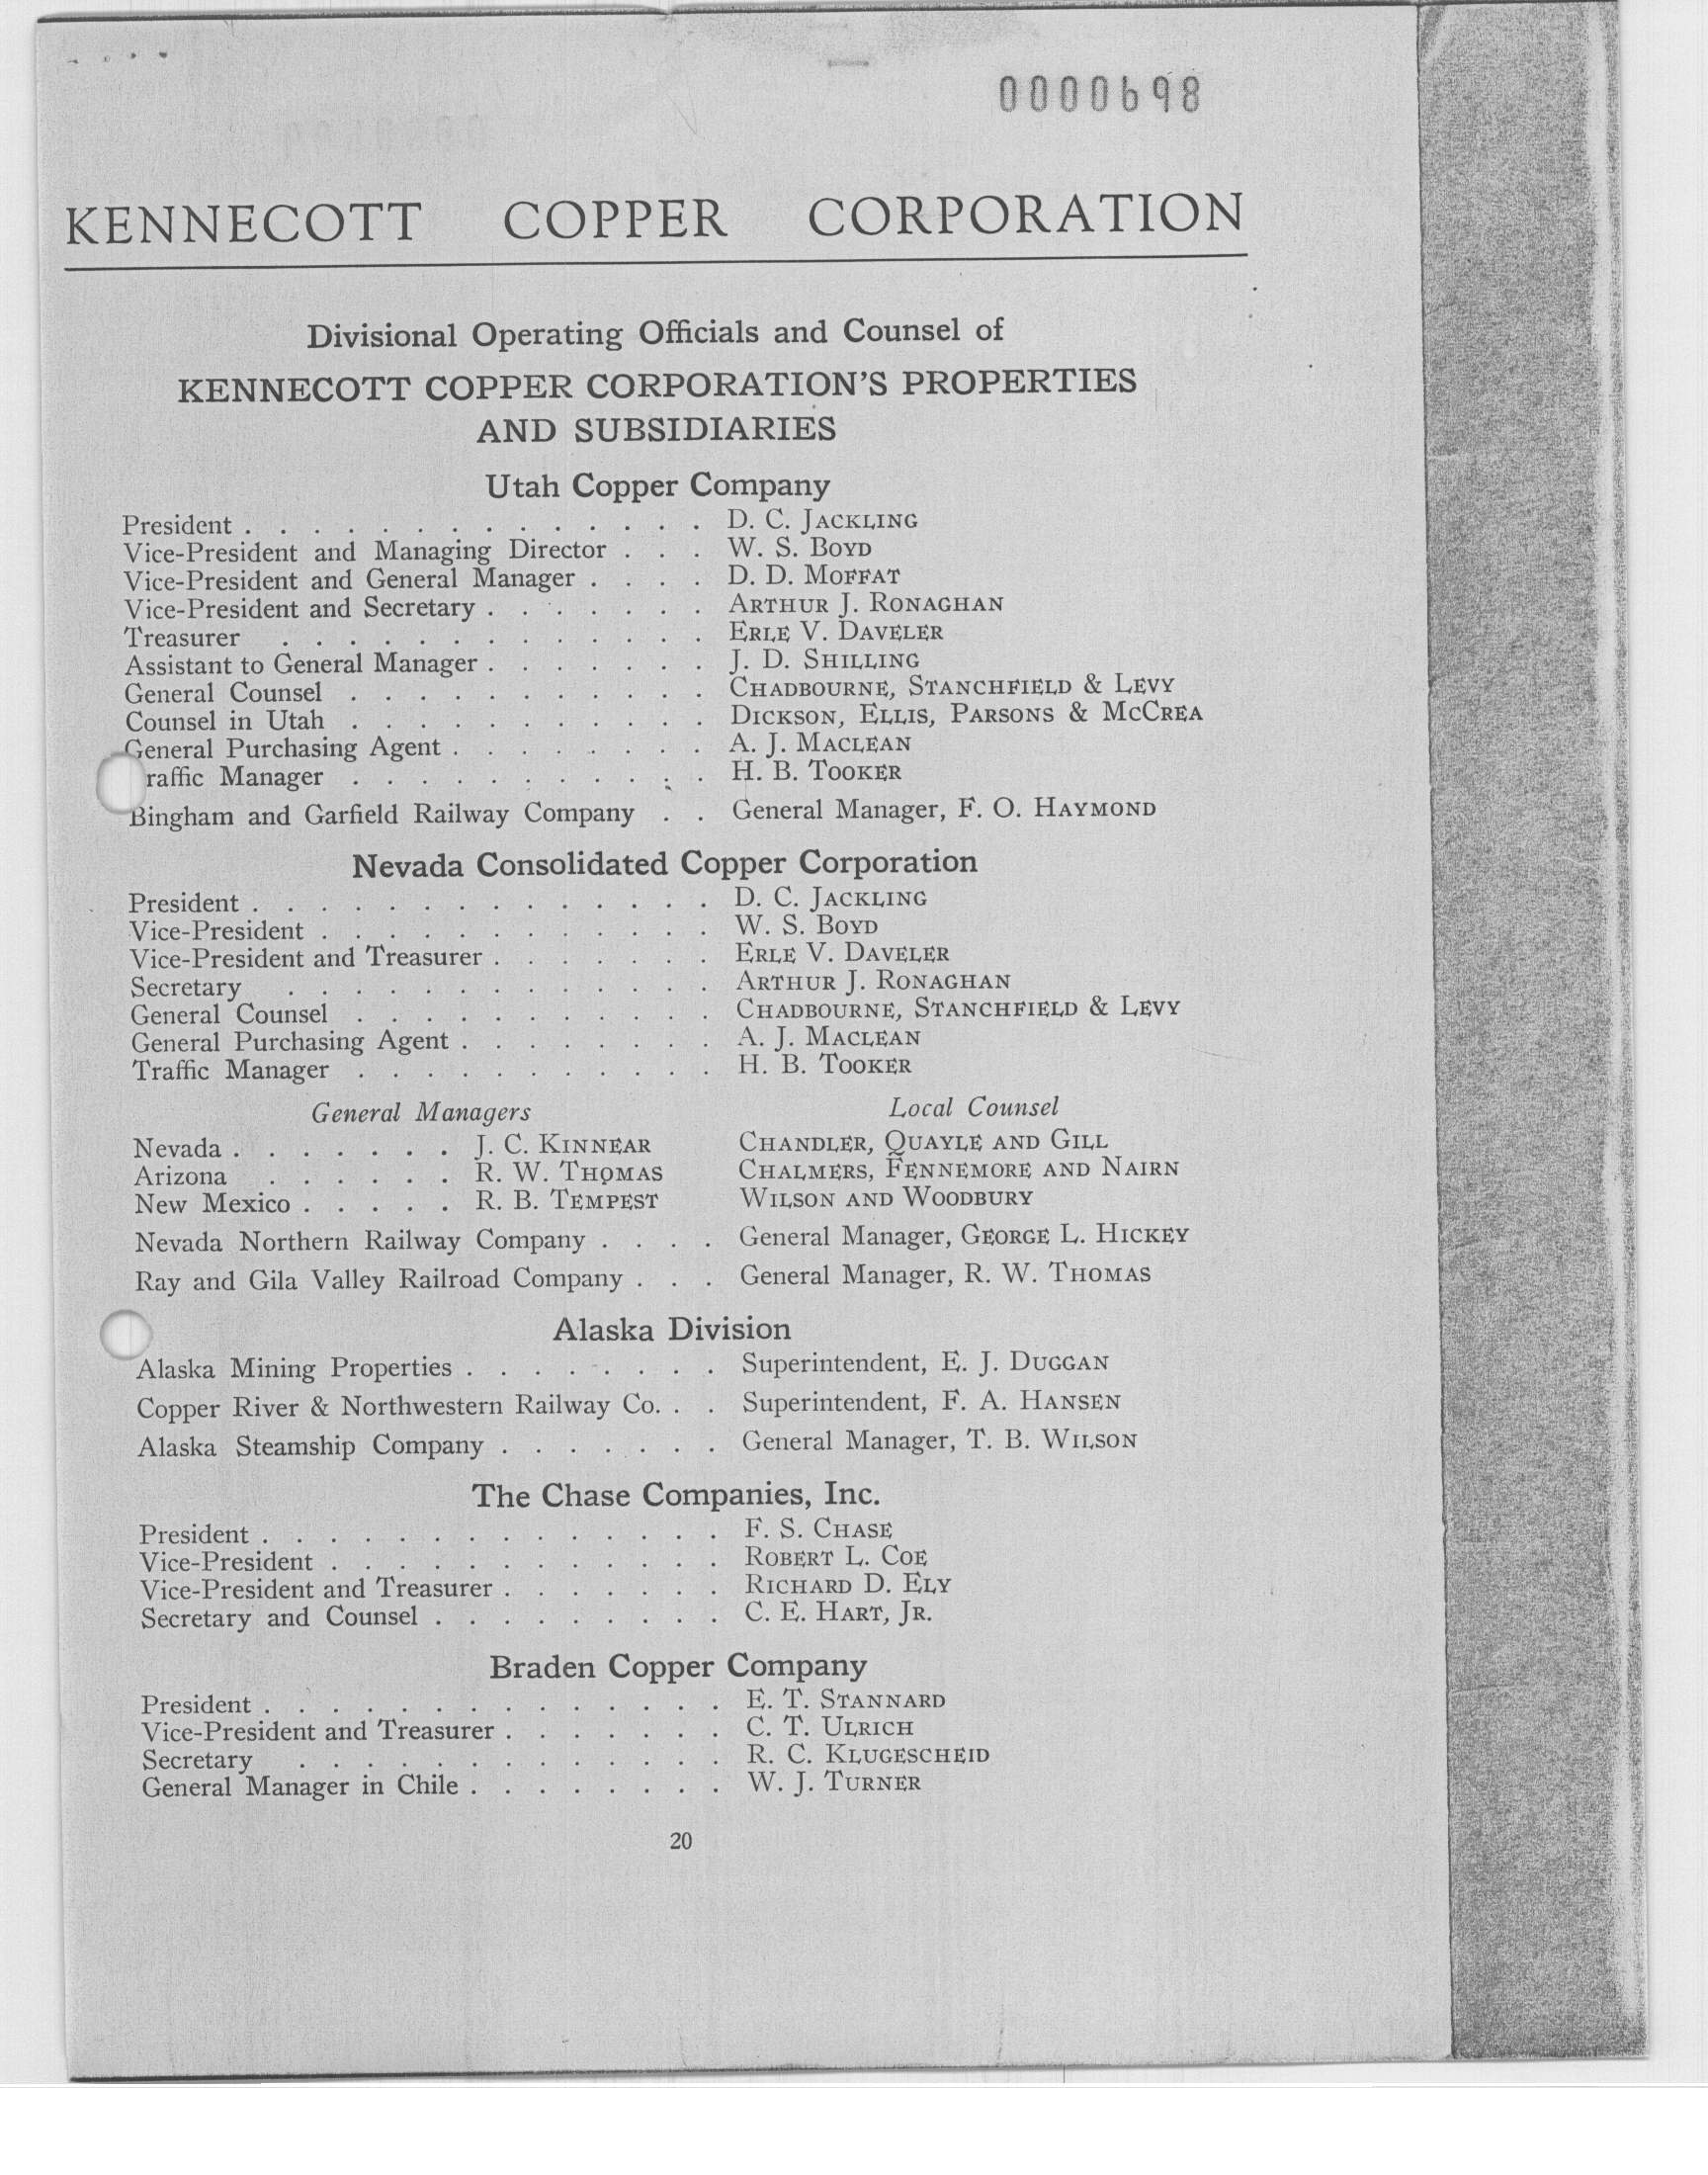 0000698
KENNECOTT COPPER CORPORATION
Divisional Operating Officials and Counsel of
KENNECOTT COPPER CORPORATION'S PROPERTIES
AND SUBSIDIARIES
Utah Copper Company
President . . . . . . . . . . . . . . D. C. JACKLING
Vice-President and Managing Director . . . W. S. BOYD
Vice-President and General Manager . . . . D. D. MOFFAT
Vice-President and Secretary . . . . . . . ARTHUR J. RONAGHAN
Treasurer . . . . . . . . . . . . . ERLE V. DAVELER
Assistant to General Manager . . . . . . . J. D. SHILLING
General Counsel . . . . . . . . . . . CHADBOURNE, STANCHFIELD & LEVY
Counsel in Utah . . . . . . . . . . . DICKSON, ELLIS, PARSONS & MCCREA
General Purchasing Agent . . . . . . . . A. J. MACLEAN
raffic Manager . . . . . . . . . . . H. B. TOOKER
Bingham and Garfield Railway Company . . General Manager, F. O. HAYMOND
Nevada Consolidated Copper Corporation
President . . . . . . . . . . . . . . D. C. JACKLING
Vice-President . . . . . . . . . . . . W. S. BOYD
Vice-President and Treasurer . . . . . . . ERLE V. DAVELER
Secretary . . . . . . . . . . . . . ARTHUR J. RONAGHAN
General Counsel . . . . . . . . . . . CHADBOURNE, STANCHFIELD & LEVY
General Purchasing Agent . . . . . . . . A. J. MACLEAN
Traffic Manager . . . . . . . . . . . H. B. TOOKER
General Managers Local Counsel
Nevada . . . . . . . J. C. KINNEAR CHANDLER, QUAYLE AND GILL
Arizona . . . . . . R. W. THOMAS CHALMERS, FENNEMORE AND NAIRN
New Mexico . . . . . R. B. TEMPEST WILSON AND WOODBURY
Nevada Northern Railway Company . . . . General Manager, GEORGE L. HICKEY
Ray and Gila Valley Railroad Company . . . General Manager, R. W. THOMAS
Alaska Division
Alaska Mining Properties . . . . . . . . Superintendent, E. J. DUGGAN
Copper River & Northwestern Railway Co. . . Superintendent, F. A. HANSEN
Alaska Steamship Company . . . . . . . General Manager, T. B. WILSON
The Chase Companies, Inc.
President . . . . . . . . . . . . . . F. S. CHASE
Vice-President . . . . . . . . . . . . ROBERT L. COE
Vice-President and Treasurer . . . . . . . RICHARD D. ELY
Secretary and Counsel . . . . . . . . . C. E. HART, JR.
Braden Copper Company
President . . . . . . . . . . . . . . E. T. STANNARD
Vice-President and Treasurer . . . . . . . C. T. ULRICH
Secretary . . . . . . . . . . . . . R. C. KLUGESCHEID
General Manager in Chile . . . . . . . . W. J. TURNER
20